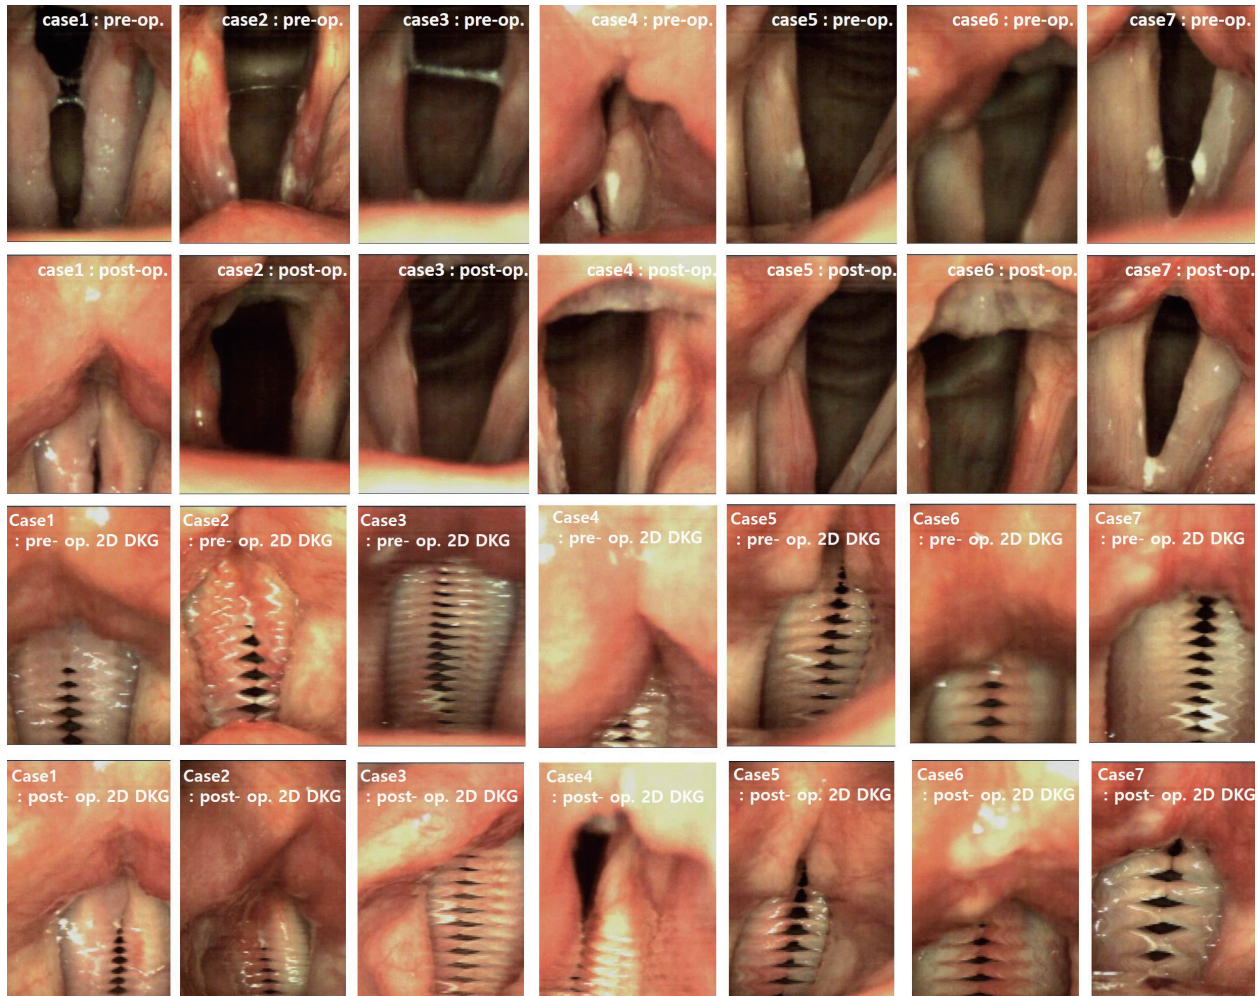 case1 : pre-op.
case2 : pre-op.
case3 : pre-op.
case4 : pre-op.
case5 : pre-op.
case6 : pre-op.
case7 : pre-op.
case1 : post-op.
case2 : post-op.
case3 : post-op.
case4 : post-op.
case5 : post-op.
case6 : post-op.
case7 : post-op.
Case1
: pre- op. 2D DKG
Case2
: pre- op. 2D DKG
Case3
: pre- op. 2D DKG
Case4
: pre- op. 2D DKG
Case5
: pre- op. 2D DKG
Case6
: pre- op. 2D DKG
Case7
: pre- op. 2D DKG
Case1
: post- op. 2D DKG
Case2
: post- op. 2D DKG
Case3
: post- op. 2D DKG
Case4
: post- op. 2D DKG
Case5
: post- op. 2D DKG
Case6
: post- op. 2D DKG
Case7
: post- op. 2D DKG